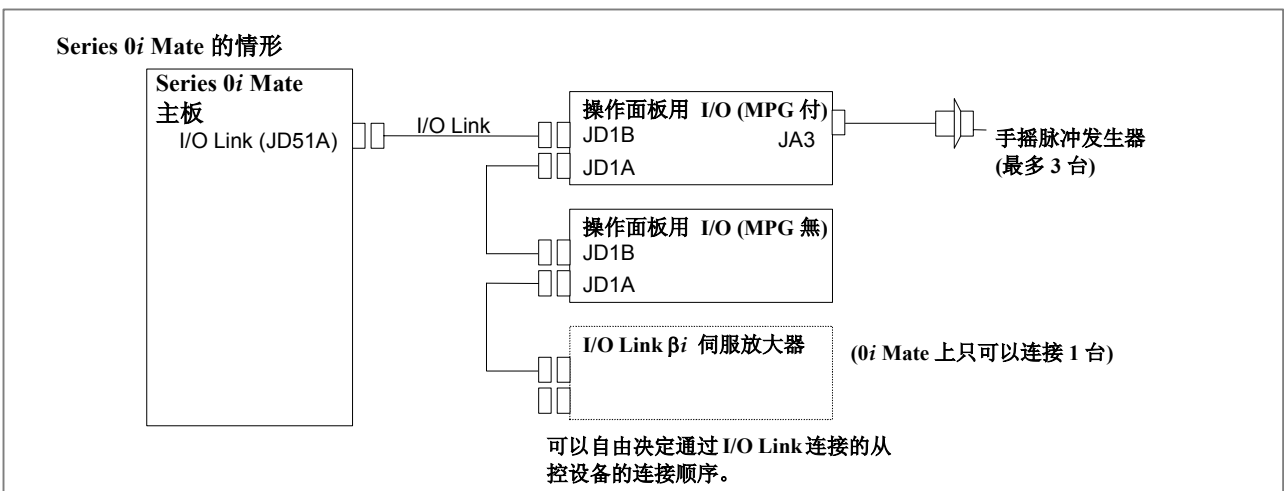 Series 0i Mate 的情形
Series 0i Mate
主板
I/O Link (JD51A)
I/O Link
操作面板用 I/O (MPG 付)
JD1B
JA3
JD1A
手摇脉冲发生器
(最多 3 台)
操作面板用 I/O (MPG 無)
JD1B
JD1A
I/O Link βi 伺服放大器
(0i Mate 上只可以连接 1 台)
可以自由决定通过 I/O Link 连接的从
控设备的连接顺序。